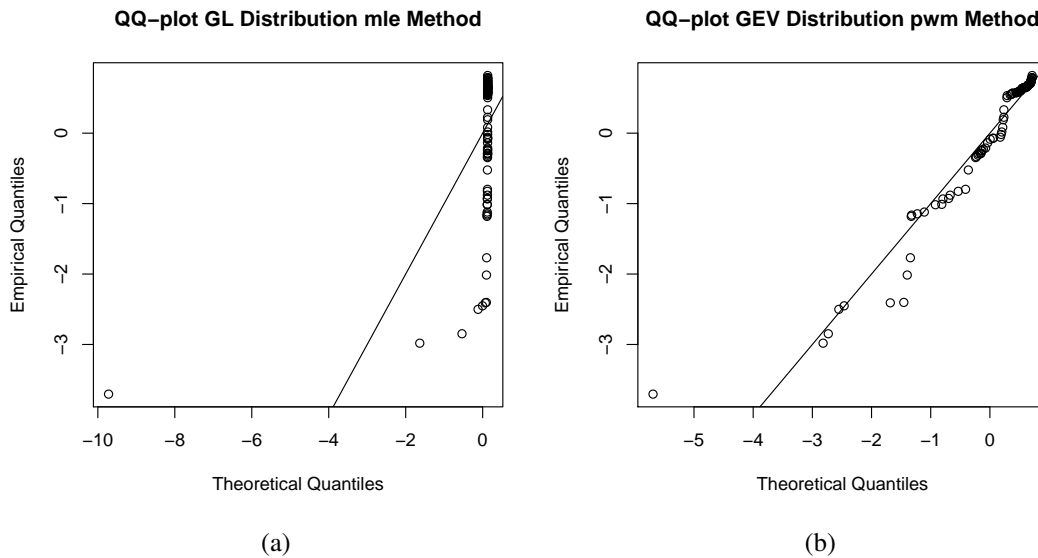 QQ−plot GL Distribution mle Method
QQ−plot GEV Distribution pwm Method
Empirical Quantiles
0
−1
−2
−3
−10 −8 −6 −4 −2 0
Theoretical Quantiles
(a)
Empirical Quantiles
0
−1
−2
−3
−5 −4 −3 −2 −1 0
Theoretical Quantiles
(b)